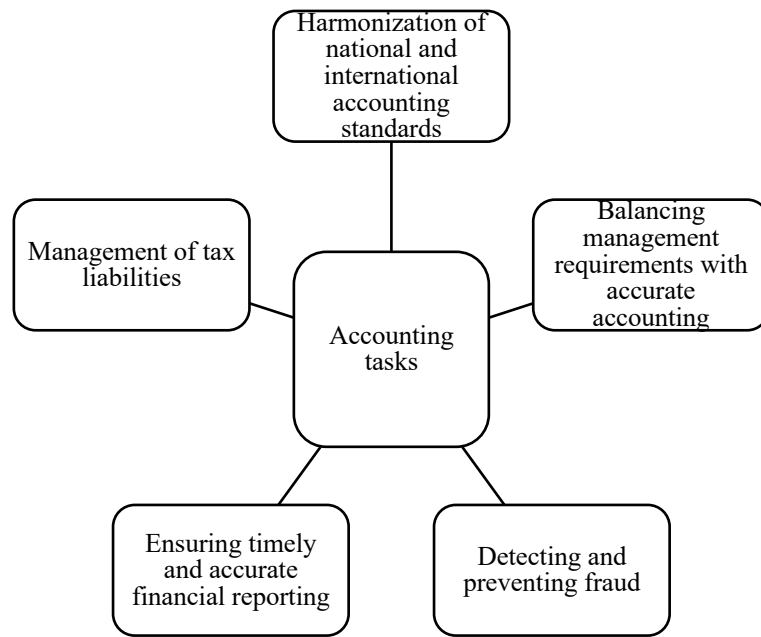 Harmonization of
national and
international
accounting
standards
Management of tax
liabilities
Balancing
management
requirements with
accurate
accounting
Accounting
tasks
Ensuring timely
and accurate
financial reporting
Detecting and
preventing fraud